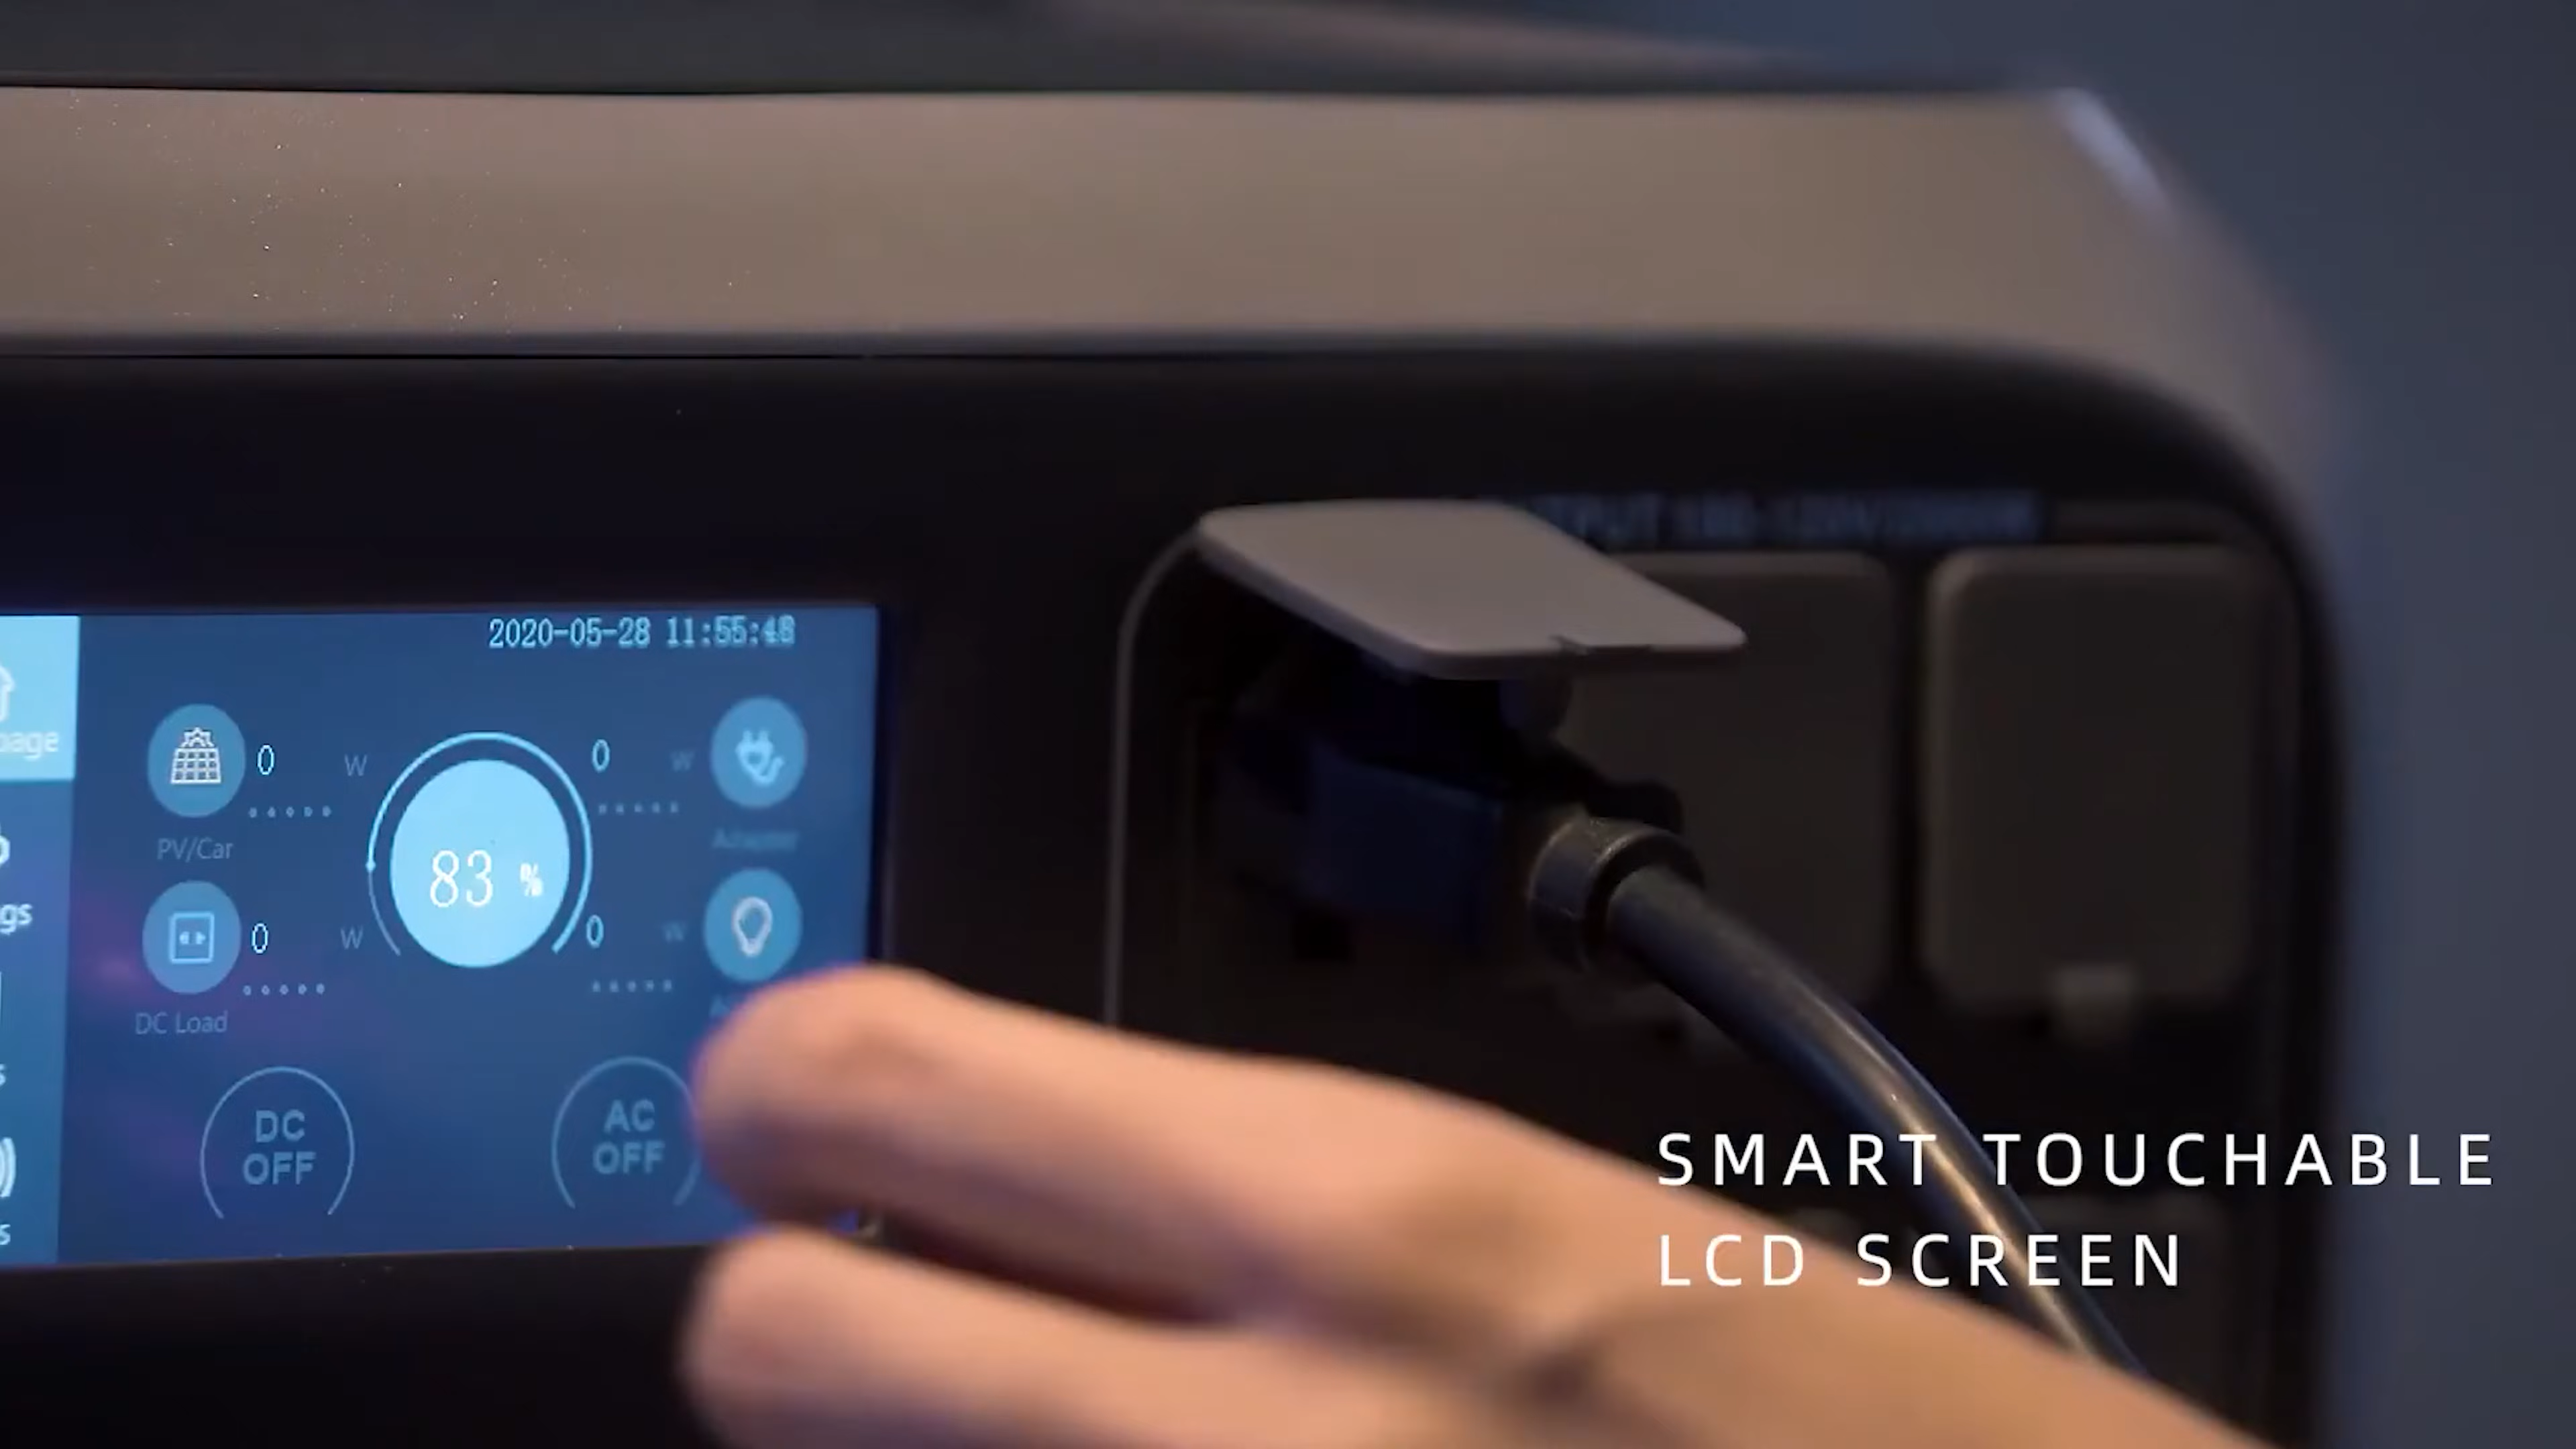 2020-05-28 11:55:48
0 W
0 W
PV/Car
Adapter
83 %
0 W
0 W
DC Load
DC
OFF
AC
OFF
SMART TOUCHABLE
LCD SCREEN